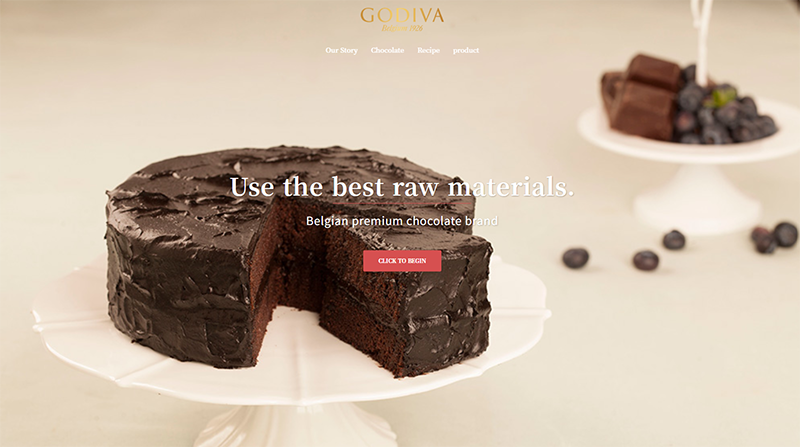 GODIVA
Belgium 1926
Our Story Chocolate Recipe product
Use the best raw materials.
Belgian premium chocolate brand
CLICK TO BEGIN